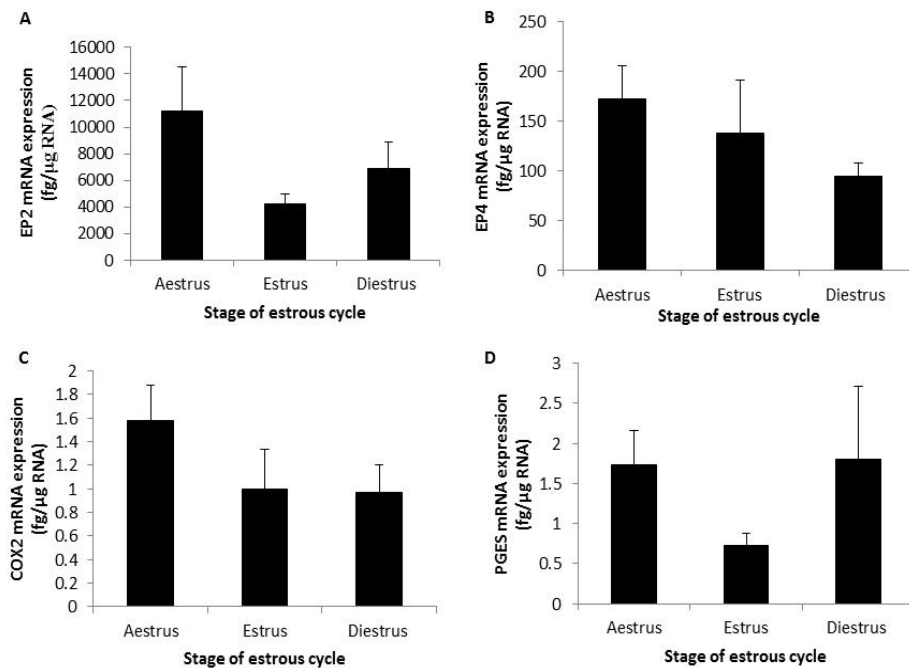 A
EP2 mRNA expression
(fg/µg RNA)
16000
14000
12000
10000
8000
6000
4000
2000
0
Aestrus Estrus Diestrus
Stage of estrous cycle
B
EP4 mRNA expression
(fg/µg RNA)
250
200
150
100
50
0
Aestrus Estrus Diestrus
Stage of estrous cycle
C
COX2 mRNA expression
(fg/µg RNA)
2
1.8
1.6
1.4
1.2
1
0.8
0.6
0.4
0.2
0
Aestrus Estrus Diestrus
Stage of estrous cycle
D
PGES mRNA expression
(fg/µg RNA)
3
2.5
2
1.5
1
0.5
0
Aestrus Estrus Diestrus
Stage of estrous cycle